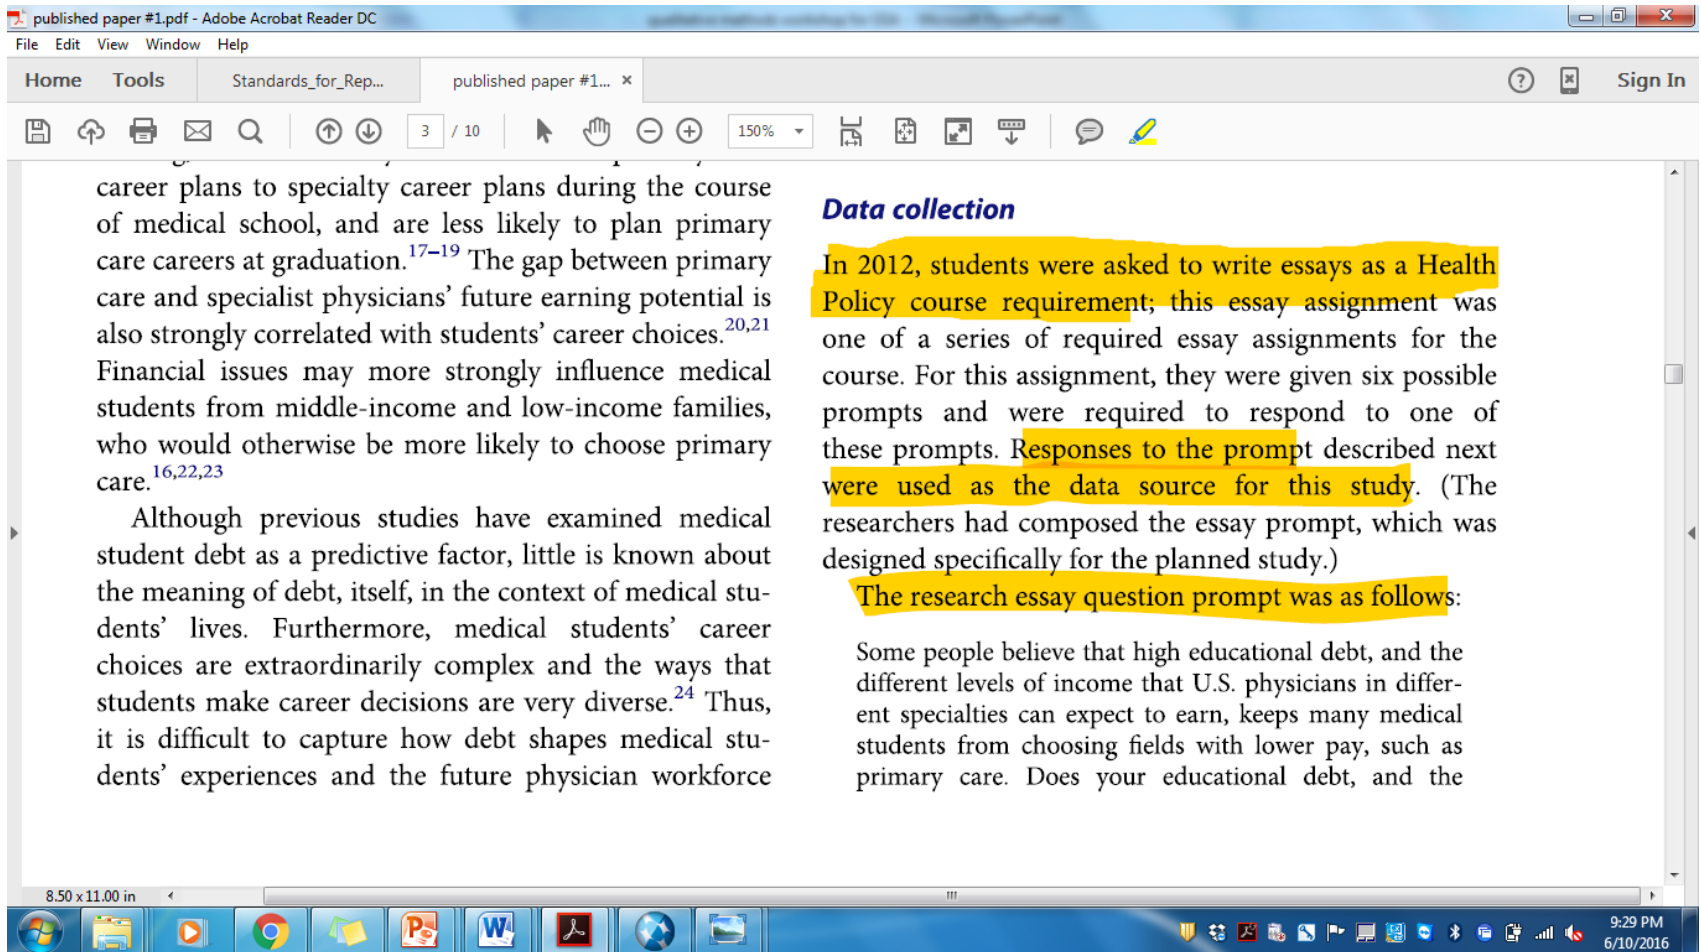 published paper #1.pdf - Adobe Acrobat Reader DC
File Edit View Window Help
Home Tools Standards_for_Rep... published paper #1... × Sign In
3 / 10 150%
career plans to specialty career plans during the course
of medical school, and are less likely to plan primary
care careers at graduation.17–19 The gap between primary
care and specialist physicians’ future earning potential is
also strongly correlated with students’ career choices.20,21
Financial issues may more strongly influence medical
students from middle-income and low-income families,
who would otherwise be more likely to choose primary
care.16,22,23
Although previous studies have examined medical
student debt as a predictive factor, little is known about
the meaning of debt, itself, in the context of medical stu-
dents’ lives. Furthermore, medical students’ career
choices are extraordinarily complex and the ways that
students make career decisions are very diverse.24 Thus,
it is difficult to capture how debt shapes medical stu-
dents’ experiences and the future physician workforce
Data collection
In 2012, students were asked to write essays as a Health
Policy course requirement; this essay assignment was
one of a series of required essay assignments for the
course. For this assignment, they were given six possible
prompts and were required to respond to one of
these prompts. Responses to the prompt described next
were used as the data source for this study. (The
researchers had composed the essay prompt, which was
designed specifically for the planned study.)
The research essay question prompt was as follows:
Some people believe that high educational debt, and the
different levels of income that U.S. physicians in differ-
ent specialties can expect to earn, keeps many medical
students from choosing fields with lower pay, such as
primary care. Does your educational debt, and the
8.50 x 11.00 in
9:29 PM
6/10/2016